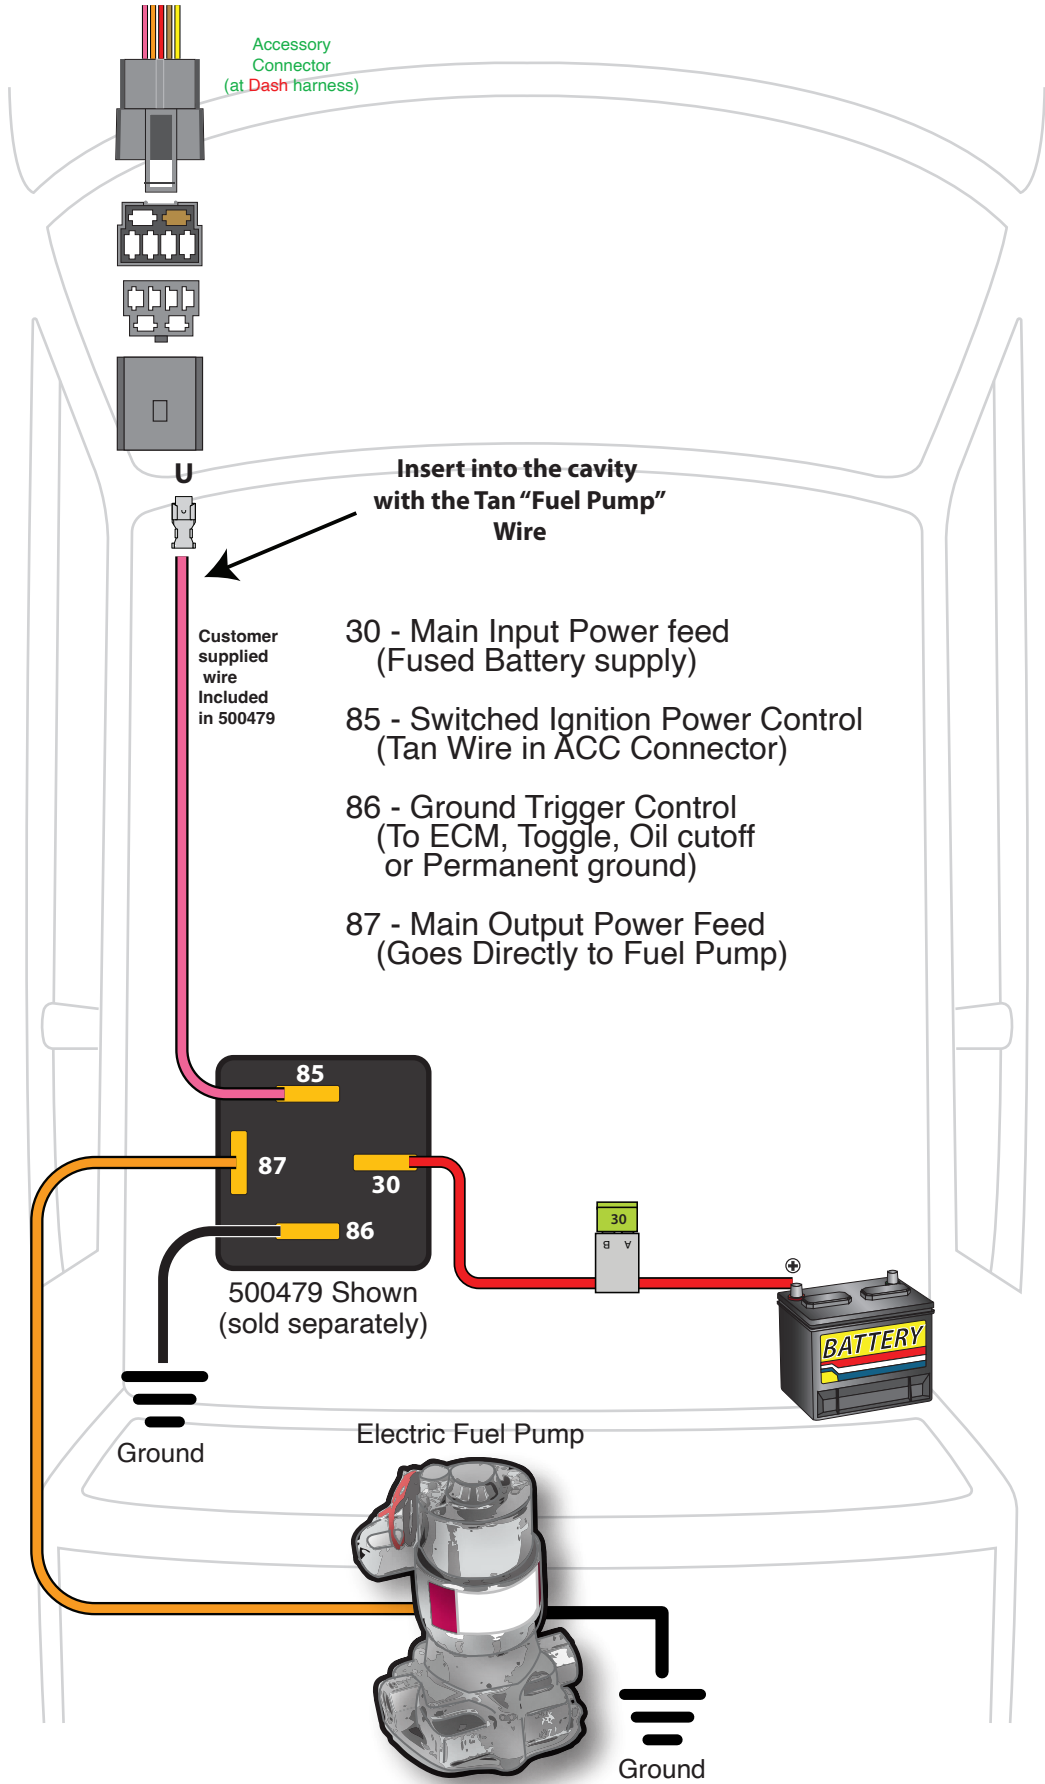 Accessory
Connector
(at Dash harness)
U
Insert into the cavity
with the Tan “Fuel Pump”
Wire
Customer
supplied
wire
Included
in 500479
30 - Main Input Power feed
(Fused Battery supply)
85 - Switched Ignition Power Control
(Tan Wire in ACC Connector)
86 - Ground Trigger Control
(To ECM, Toggle, Oil cutoff
or Permanent ground)
87 - Main Output Power Feed
(Goes Directly to Fuel Pump)
85
87
30
86
30
B A
BATTERY
500479 Shown
(sold separately)
Ground
Electric Fuel Pump
Ground